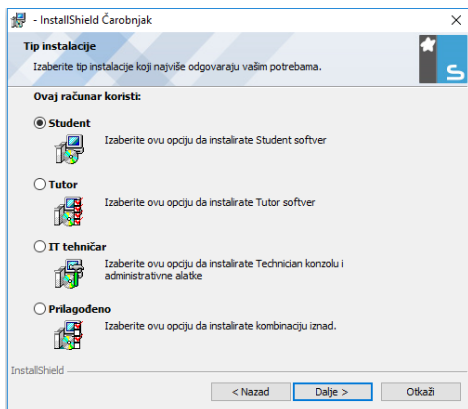 - InstallShield Čarobnjak
Tip instalacije
Izaberite tip instalacije koji najviše odgovaraju vašim potrebama.
S
Ovaj računar koristi:
Student
Izaberite ovu opciju da instalirate Student softver
Tutor
Izaberite ovu opciju da instalirate Tutor softver
IT tehničar
Izaberite ovu opciju da instalirate Technician konzolu i
administrativne alatke
Prilagođeno
Izaberite ovu opciju da instalirate kombinaciju iznad.
InstallShield
< Nazad Dalje > Otkaži